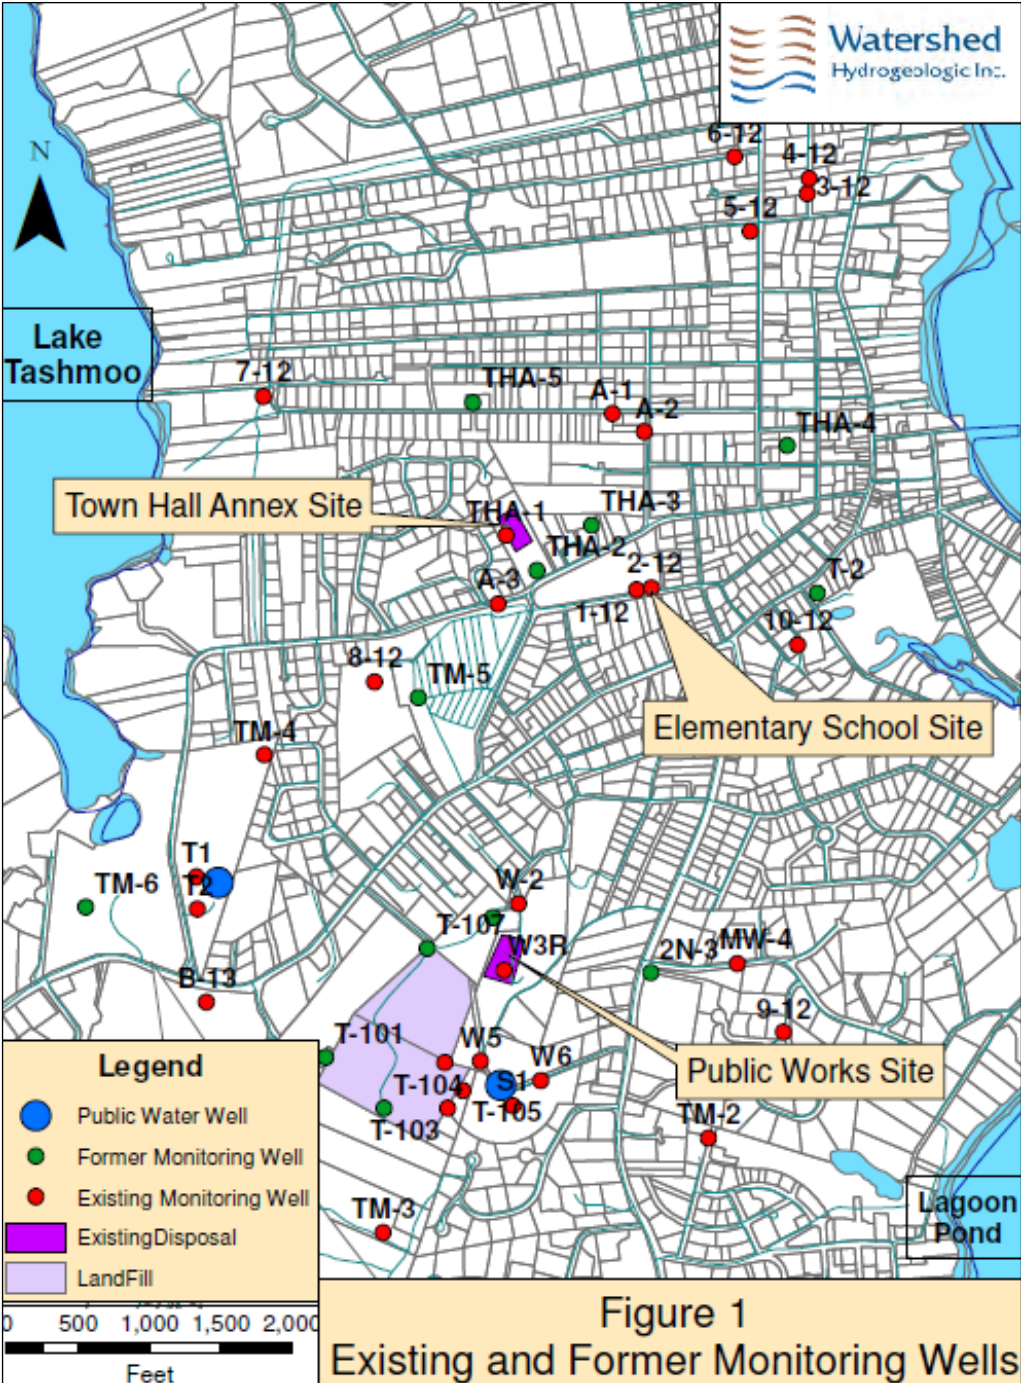 Watershed
Hydrogeologic Inc.
N
6-12
4-12
3-12
5-12
Lake
Tashmoo
7-12
THA-5
A-1
A-2
THA-4
Town Hall Annex Site
THA-1
THA-3
THA-2
2-12
T-2
A-3
1-12
10-12
8-12
TM-5
Elementary School Site
TM-4
T1
T2
TM-6
W-2
T-107
W3R
2N-3
MW-4
B-13
9-12
T-101
W5
W6
S1
Public Works Site
T-104
T-105
T-103
TM-2
TM-3
Lagoon
Pond
Legend
Public Water Well
Former Monitoring Well
Existing Monitoring Well
ExistingDisposal
LandFill
0 500 1,000 1,500 2,000
Feet
Figure 1
Existing and Former Monitoring Wells